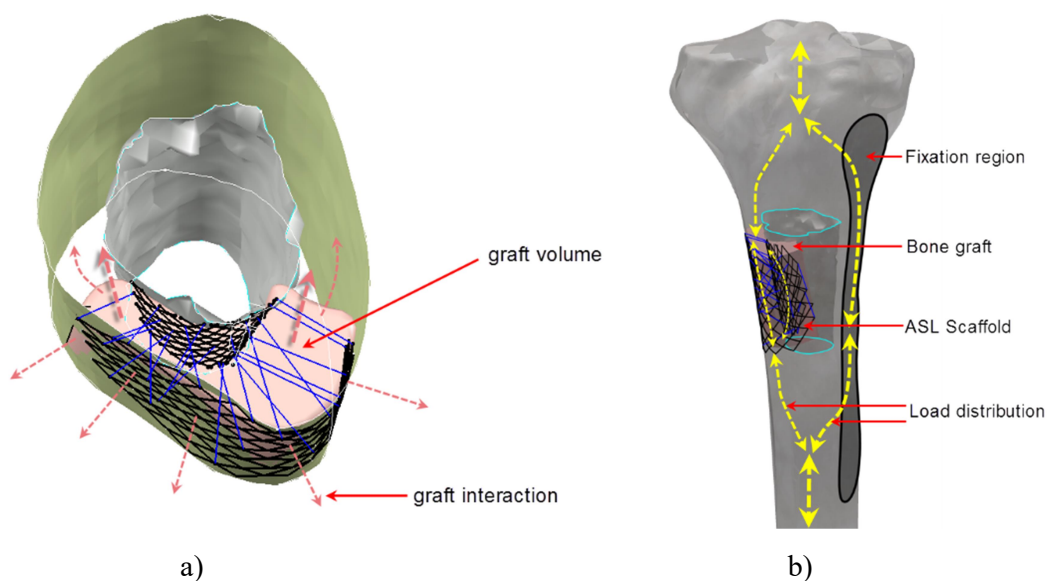 graft volume
graft interaction
Fixation region
Bone graft
ASL Scaffold
Load distribution
a)
b)